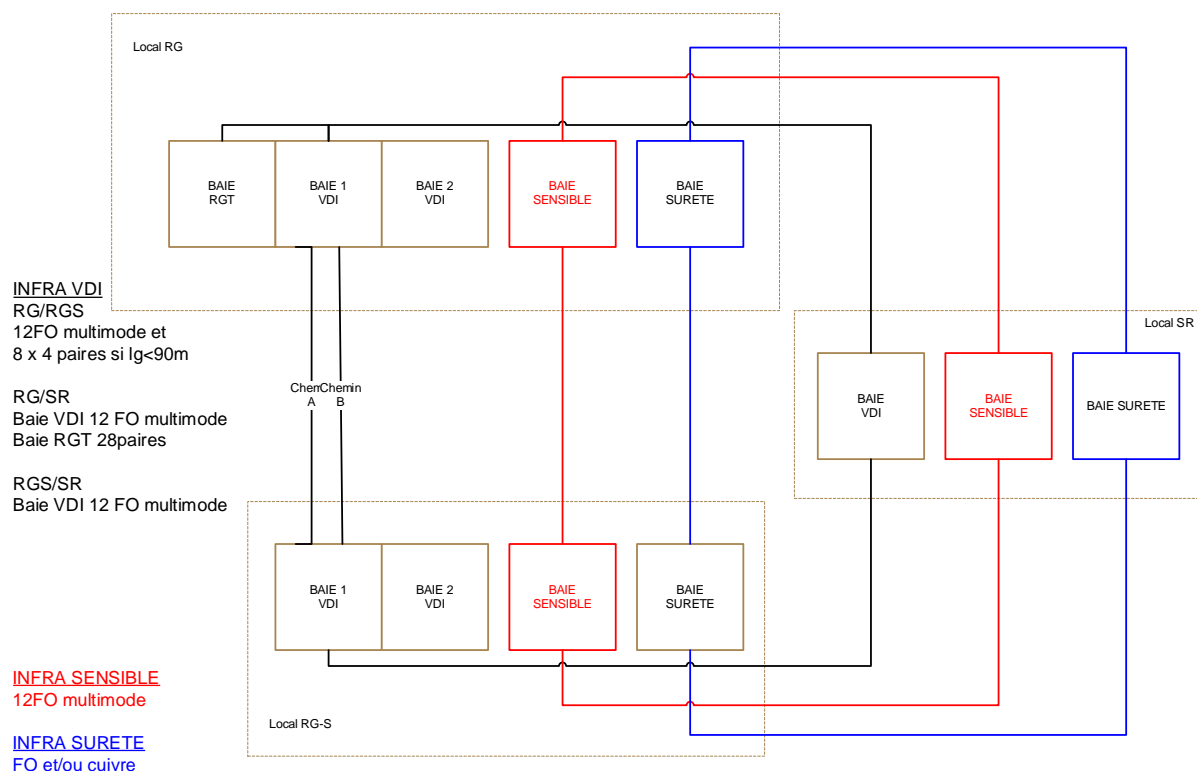 Local RG
BAIE
RGT
BAIE 1
VDI
BAIE 2
VDI
BAIE
SENSIBLE
BAIE
SURETE
INFRA VDI
RG/RGS
12FO multimode et
8 x 4 paires si lg<90m
RG/SR
Baie VDI 12 FO multimode
Baie RGT 28paires
RGS/SR
Baie VDI 12 FO multimode
Chemin
A
Chemin
B
Local SR
BAIE
VDI
BAIE
SENSIBLE
BAIE SURETE
BAIE 1
VDI
BAIE 2
VDI
BAIE
SENSIBLE
BAIE
SURETE
Local RG-S
INFRA SENSIBLE
12FO multimode
INFRA SURETE
FO et/ou cuivre